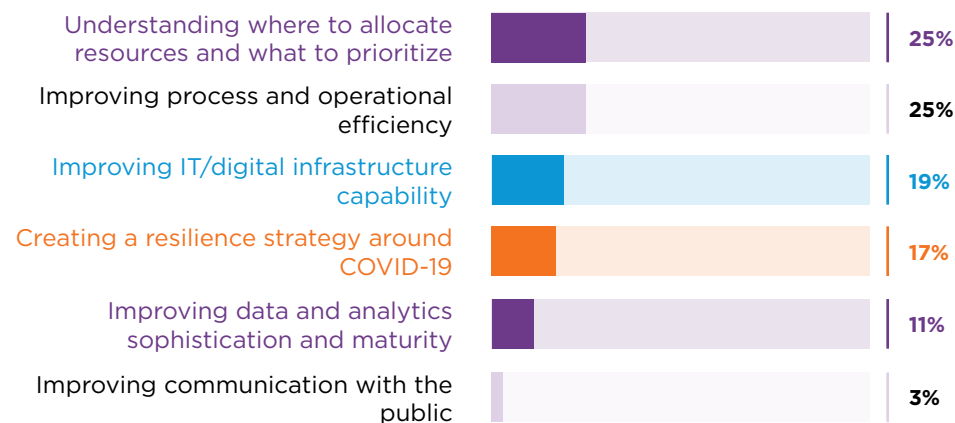 Understanding where to allocate
resources and what to prioritize
25%
Improving process and operational
efficiency
25%
Improving IT/digital infrastructure
capability
19%
Creating a resilience strategy around
COVID-19
17%
Improving data and analytics
sophistication and maturity
11%
Improving communication with the
public
3%